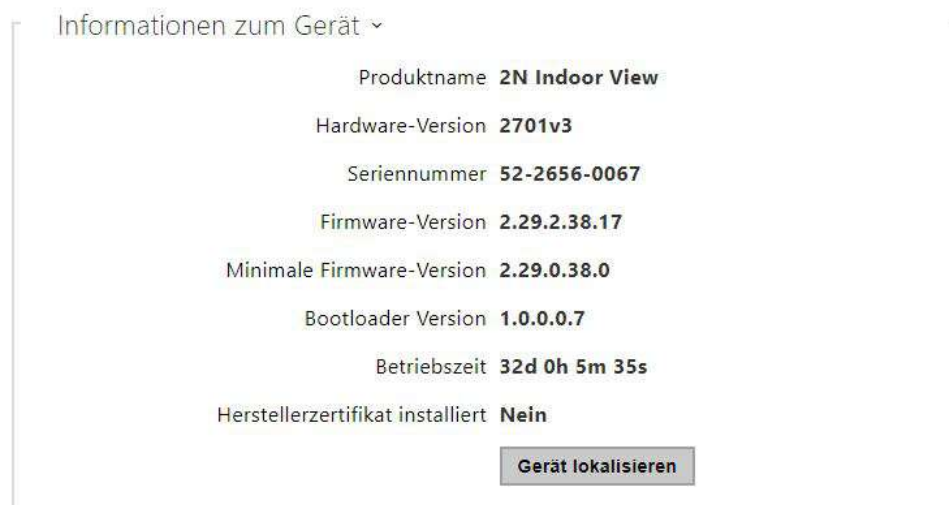 Informationen zum Gerät
Produktname 2N Indoor View
Hardware-Version 2701v3
Seriennummer 52-2656-0067
Firmware-Version 2.29.2.38.17
Minimale Firmware-Version 2.29.0.38.0
Bootloader Version 1.0.0.0.7
Betriebszeit 32d 0h 5m 35s
Herstellerzertifikat installiert Nein
Gerät lokalisieren